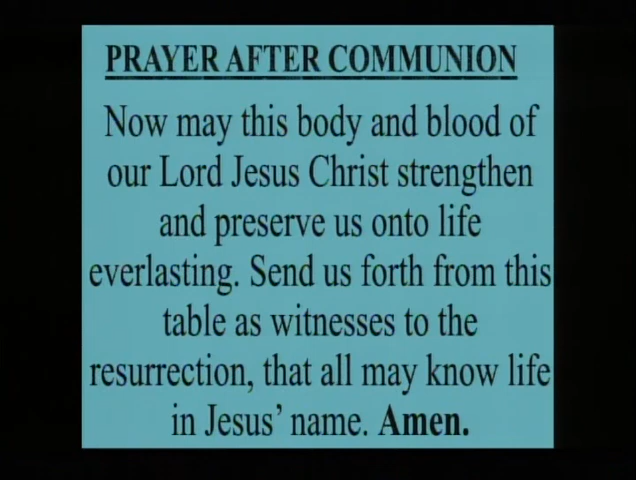 PRAYER AFTER COMMUNION
Now may this body and blood of
our Lord Jesus Christ strengthen
and preserve us onto life
everlasting. Send us forth from this
table as witnesses to the
resurrection, that all may know life
in Jesus’ name. Amen.